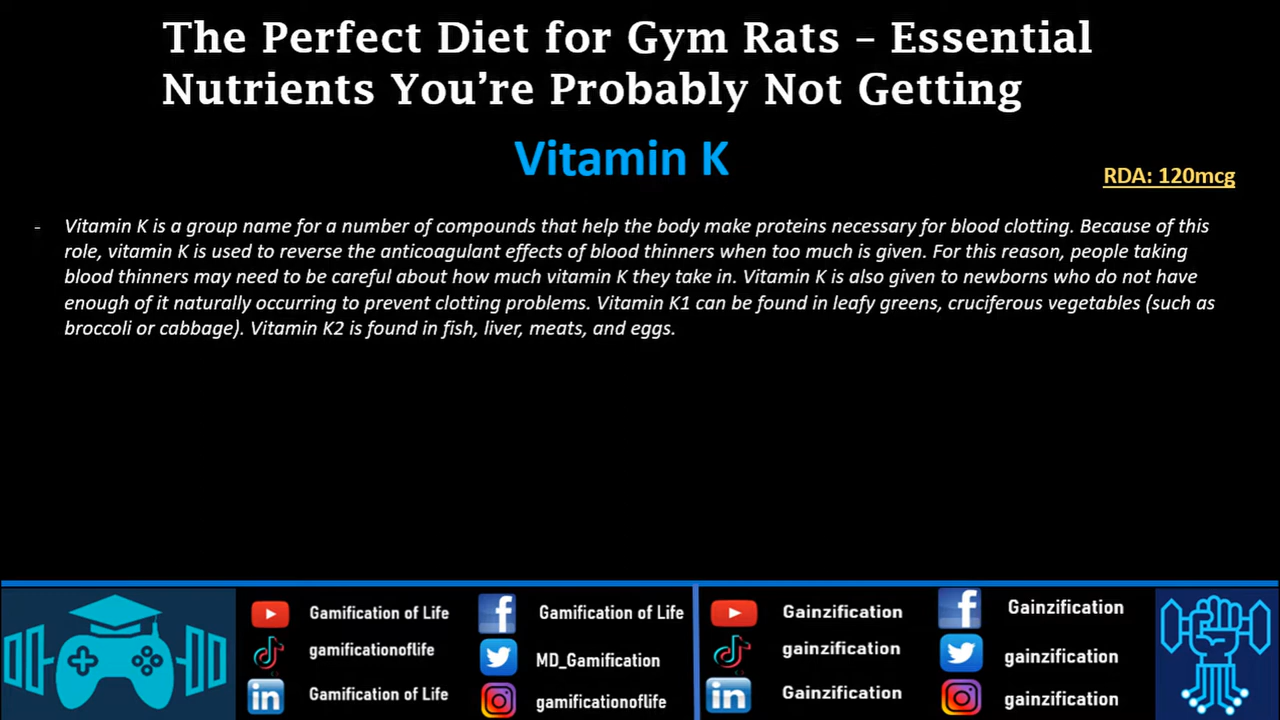 The Perfect Diet for Gym Rats – Essential
Nutrients You’re Probably Not Getting
Vitamin K
RDA: 120mcg
- Vitamin K is a group name for a number of compounds that help the body make proteins necessary for blood clotting. Because of this
role, vitamin K is used to reverse the anticoagulant effects of blood thinners when too much is given. For this reason, people taking
blood thinners may need to be careful about how much vitamin K they take in. Vitamin K is also given to newborns who do not have
enough of it naturally occurring to prevent clotting problems. Vitamin K1 can be found in leafy greens, cruciferous vegetables (such as
broccoli or cabbage). Vitamin K2 is found in fish, liver, meats, and eggs.
Gamification of Life
gamificationoflife
in Gamification of Life
f Gamification of Life
MD_Gamification
gamificationoflife
Gainzification
gainzification
in Gainzification
f Gainzification
gainzification
gainzification